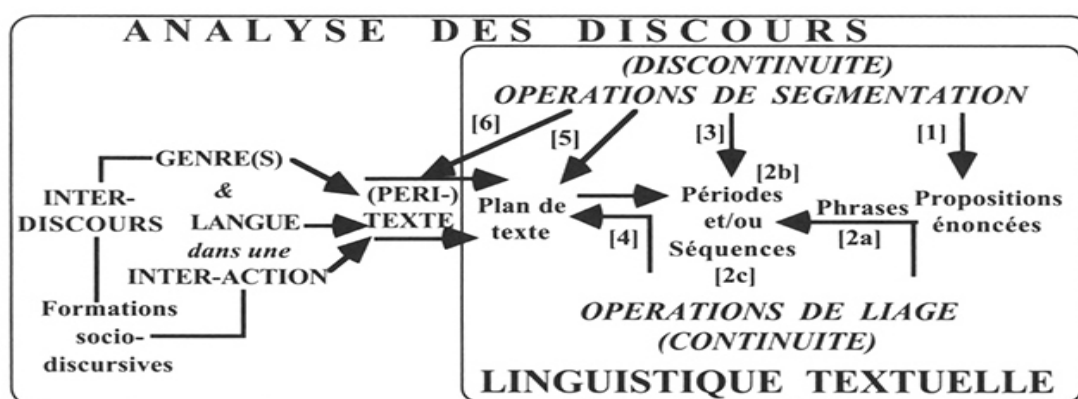 ANALYSE DES DISCOURS
(DISCONTINUITE)
OPERATIONS DE SEGMENTATION
[6]
[5]
[3]
[1]
GENRE(S)
&
LANGUE
dans une
INTER-ACTION
INTER-
DISCOURS
Formations
socio-
discursives
(PERI-)
TEXTE
Plan de
texte
[4]
[2b]
Périodes
et/ou
Séquences
[2c]
Phrases
[2a]
Propositions
énoncées
OPERATIONS DE LIAGE
(CONTINUITE)
LINGUISTIQUE TEXTUELLE